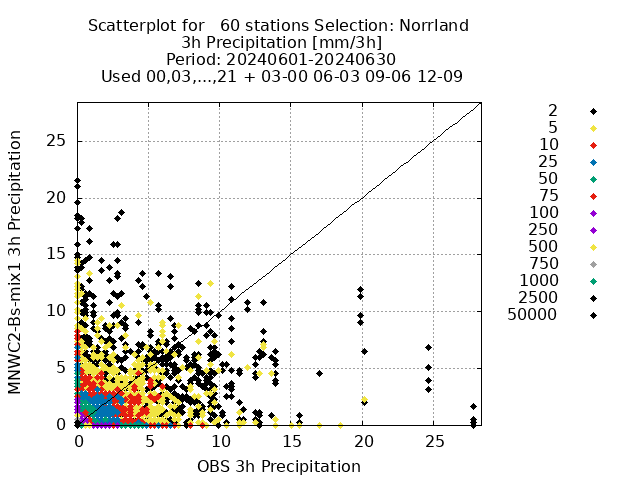 Scatterplot for   60 stations Selection: Norrland
3h Precipitation [mm/3h]
Period: 20240601-20240630
Used 00,03,...,21 + 03-00 06-03 09-06 12-09
MNWC2-Bs-mix1 3h Precipitation
25
20
15
10
5
0
0 5 10 15 20 25
OBS 3h Precipitation
2
5
10
25
50
75
100
250
500
750
1000
2500
50000